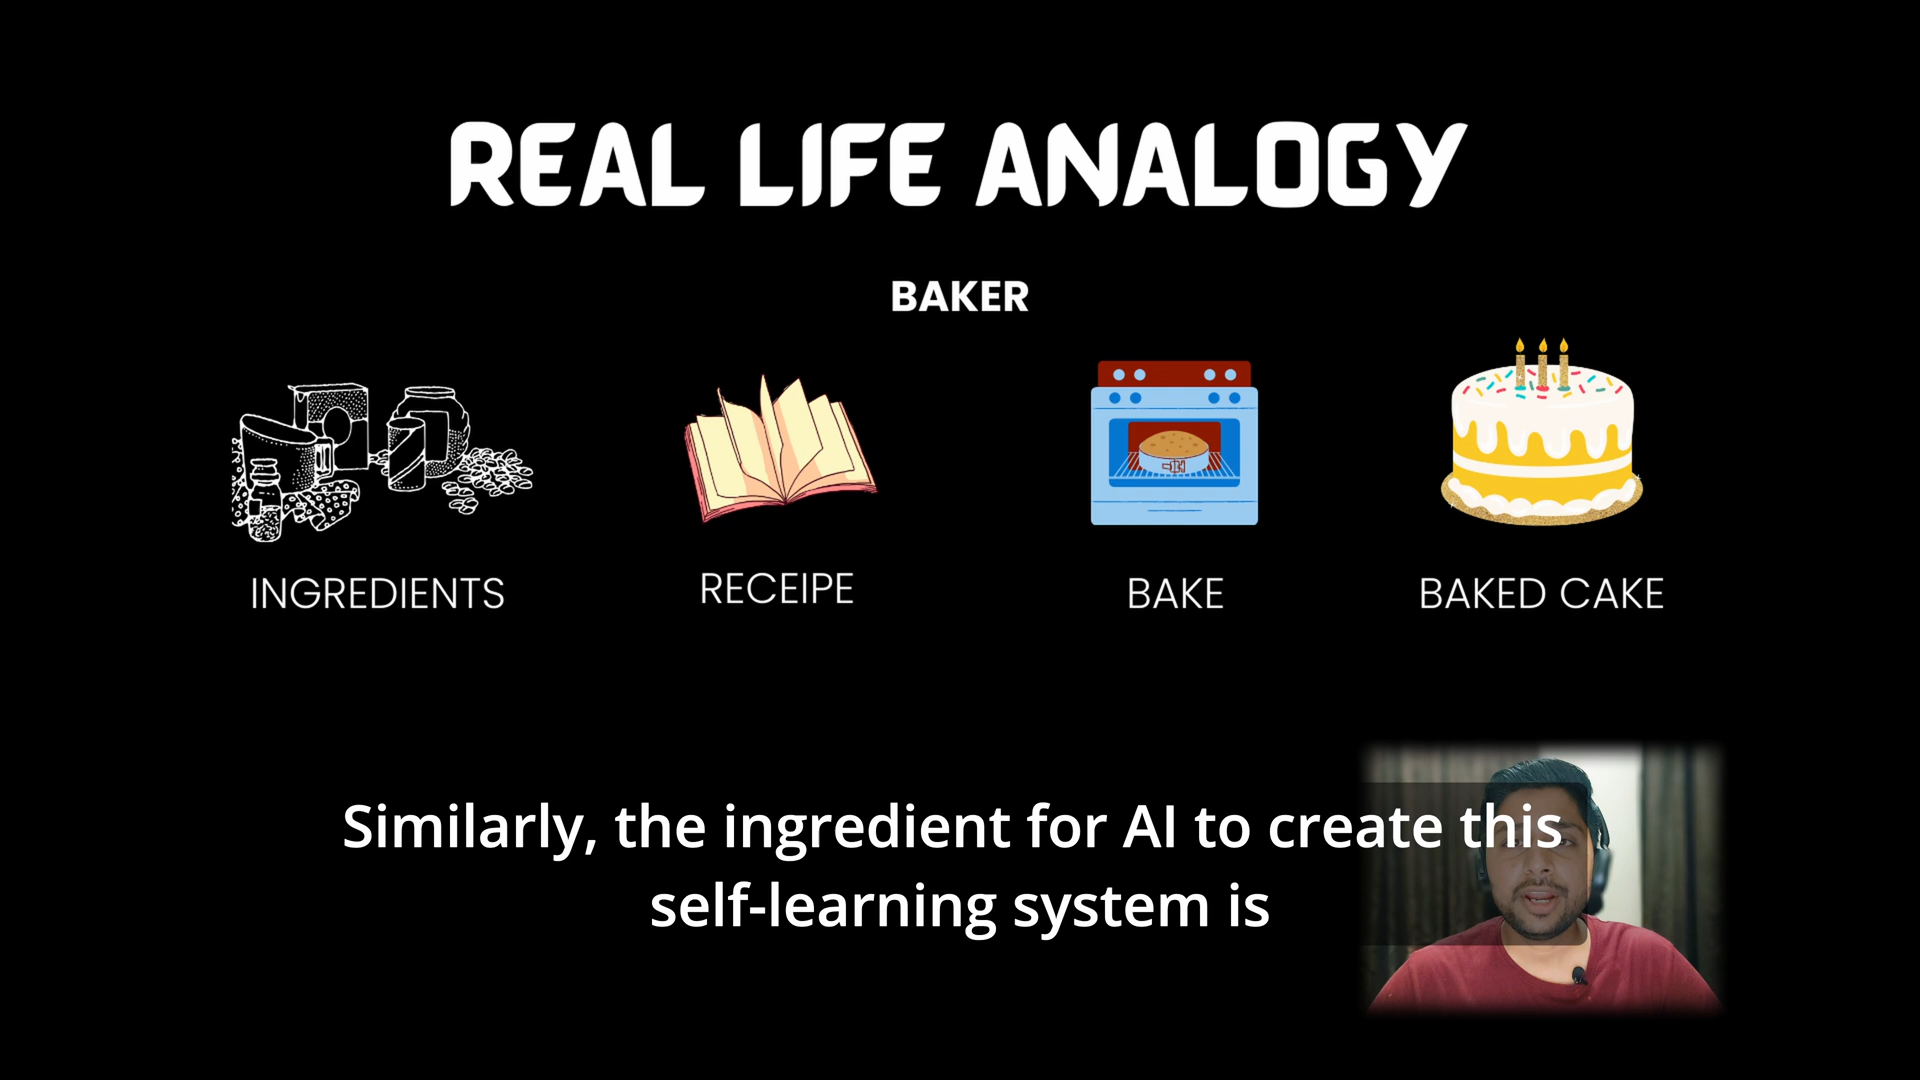 REAL LIFE ANALOGY
BAKER
INGREDIENTS
RECEIPE
BAKE
BAKED CAKE
Similarly, the ingredient for AI to create this
self-learning system is